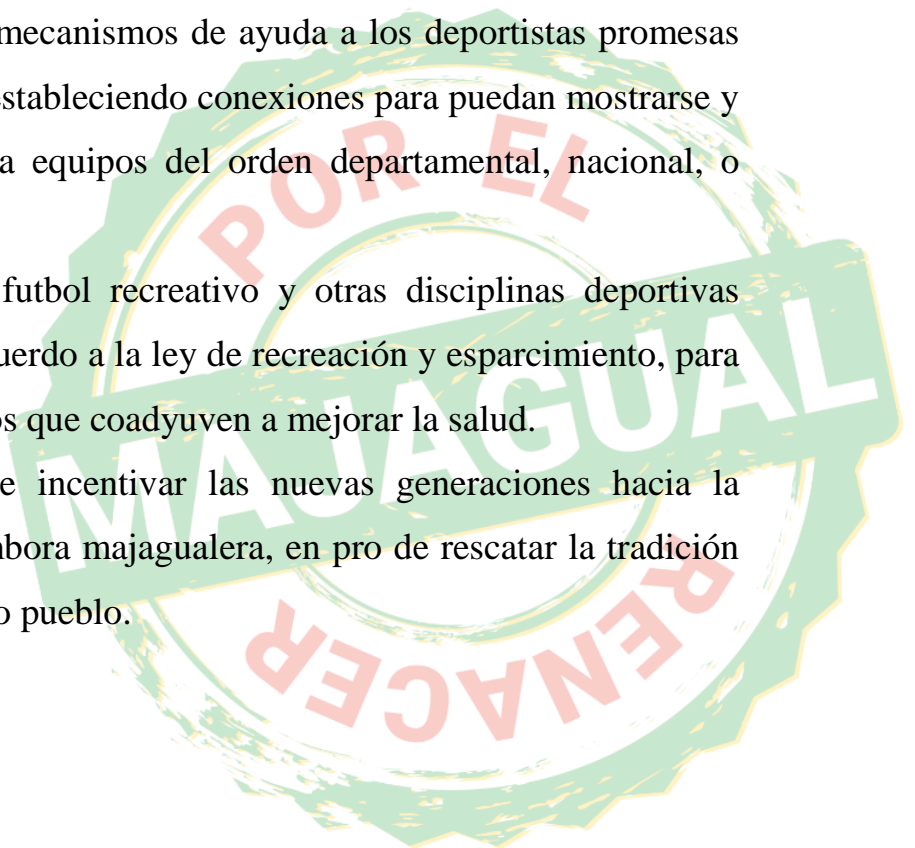 mecanismos de ayuda a los deportistas promesas
estableciendo conexiones para puedan mostrarse y
a equipos del orden departamental, nacional, o
futbol recreativo y otras disciplinas deportivas
uerdo a la ley de recreación y esparcimiento, para
os que coadyuven a mejorar la salud.
e incentivar las nuevas generaciones hacia la
mbora majagualera, en pro de rescatar la tradición
o pueblo.
POR EL
MAJAGUAL
RENACER